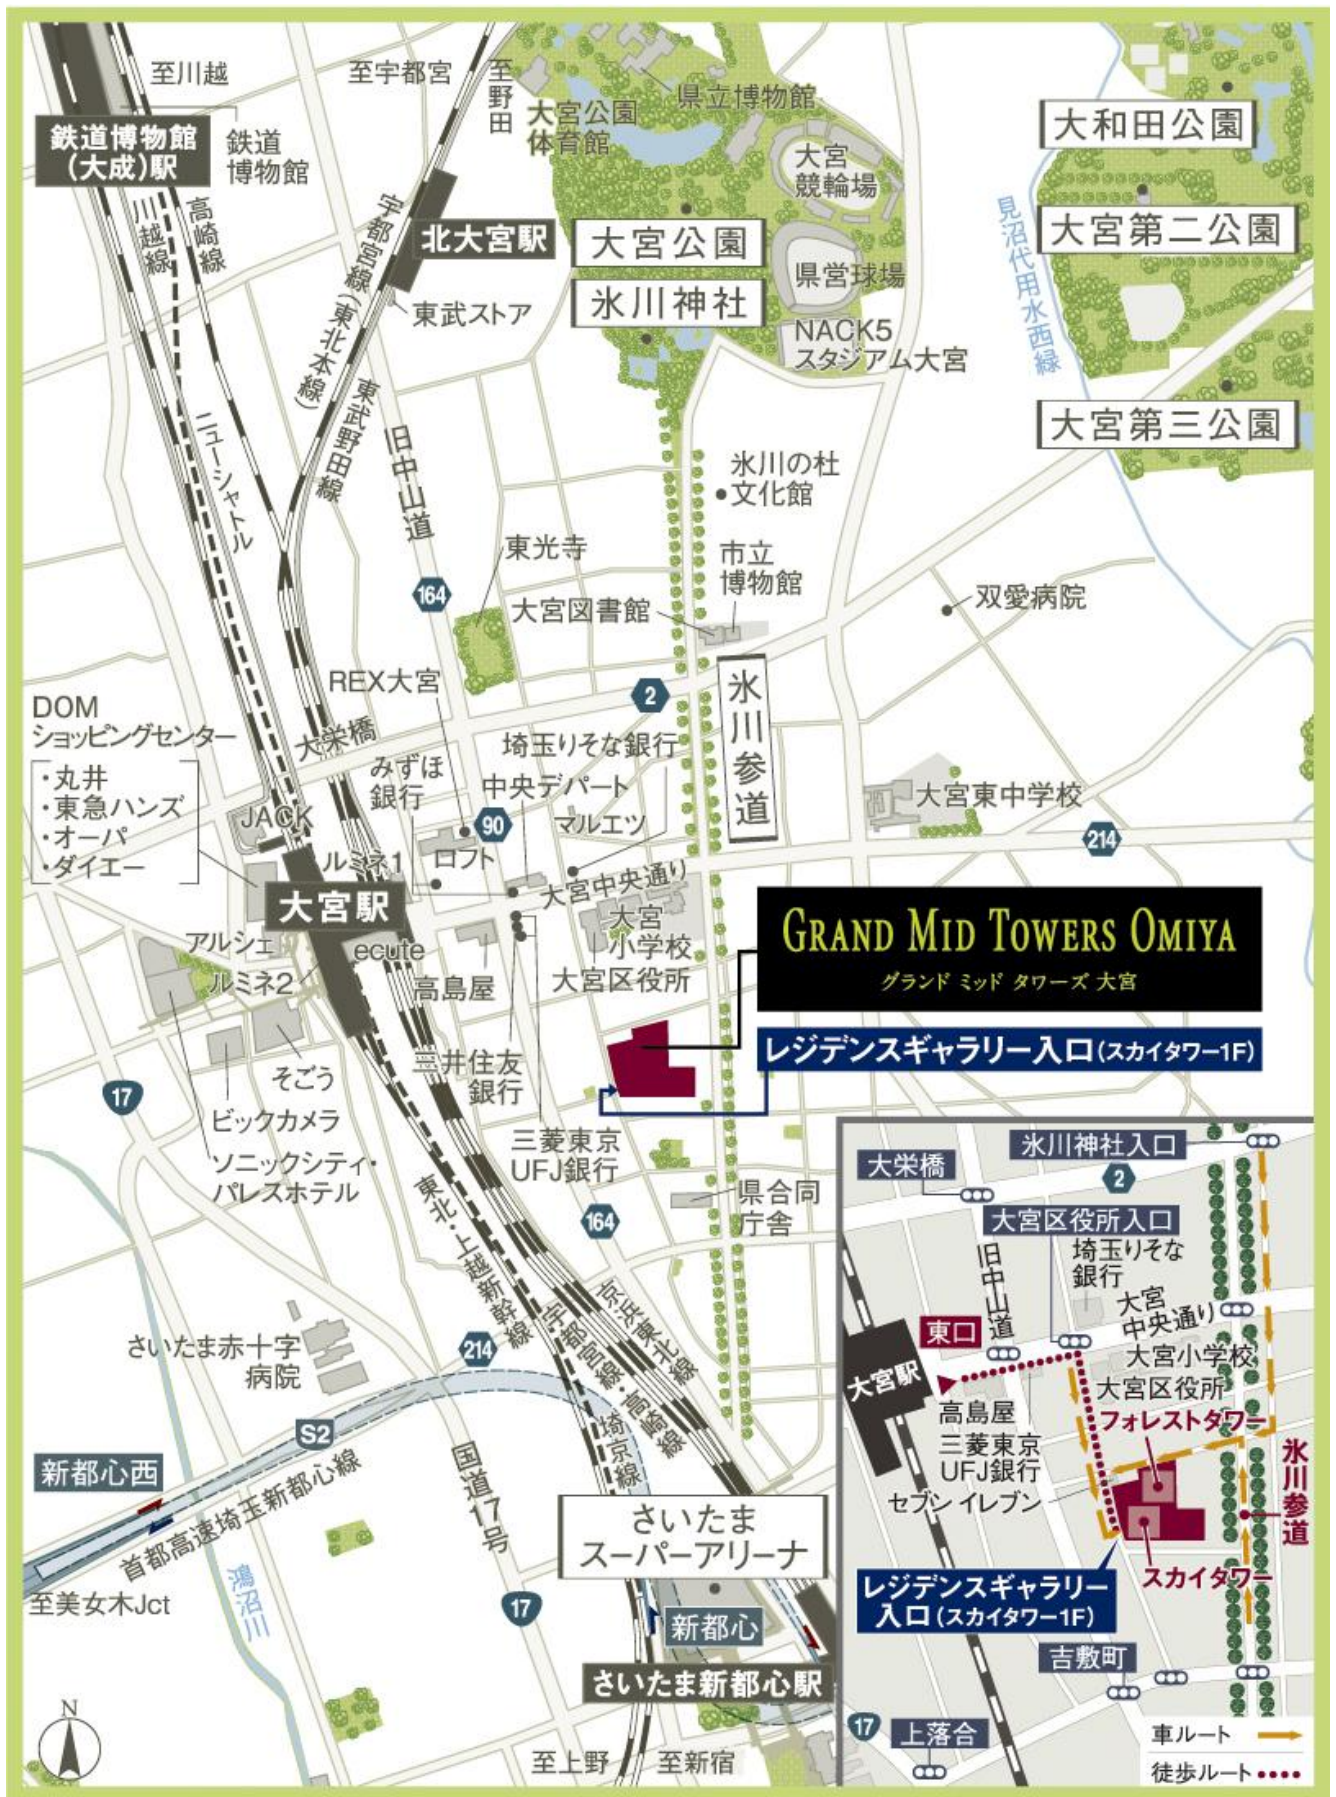 至川越
至宇都宮
至野田
鉄道博物館
(大成)駅
鉄道
博物館
大宮公園
体育館
県立博物館
大宮
競輪場
大和田公園
川越線
高崎線
宇都宮線(東北本線)
北大宮駅
東武ストア
大宮公園
氷川神社
県営球場
NACK5
スタジアム大宮
見沼代用水西緑
大宮第二公園
大宮第三公園
ニューシャトル
東武野田線
旧中山道
氷川の杜
文化館
東光寺
市立
博物館
164
大宮図書館
双愛病院
REX大宮
2
氷川参道
DOM
ショッピングセンター
・丸井
・東急ハンズ
・オーパ
・ダイエー
大栄橋
みずほ
銀行
埼玉りそな銀行
中央デパート
マルエツ
大宮東中学校
JACK
90
214
ルミネ1
ロフト
大宮中央通り
大宮駅
アルシェ
ecute
ルミネ2
高島屋
大宮
小学校
大宮区役所
GRAND MID TOWERS OMIYA
グランド ミッド タワーズ 大宮
レジデンスギャラリー入口(スカイタワー1F)
そごう
三井住友
銀行
17
ビックカメラ
ソニックシティ・
パレスホテル
三菱東京
UFJ銀行
県合同
庁舎
164
東北・上越新幹線
宇都宮線・高崎線
京浜東北線
埼京線
さいたま赤十字
病院
214
S2
新都心西
首都高速埼玉新都心線
至美女木Jct
鴻沼川
国道17号
17
さいたま
スーパーアリーナ
新都心
さいたま新都心駅
至上野
至新宿
N
氷川神社入口
大栄橋
2
大宮区役所入口
旧中山道
埼玉りそな
銀行
大宮
中央通り
東口
大宮駅
大宮小学校
大宮区役所
高島屋
三菱東京
UFJ銀行
フォレストタワー
セブン イレブン
氷川参道
スカイタワー
レジデンスギャラリー
入口(スカイタワー1F)
吉敷町
17
上落合
車ルート
徒歩ルート